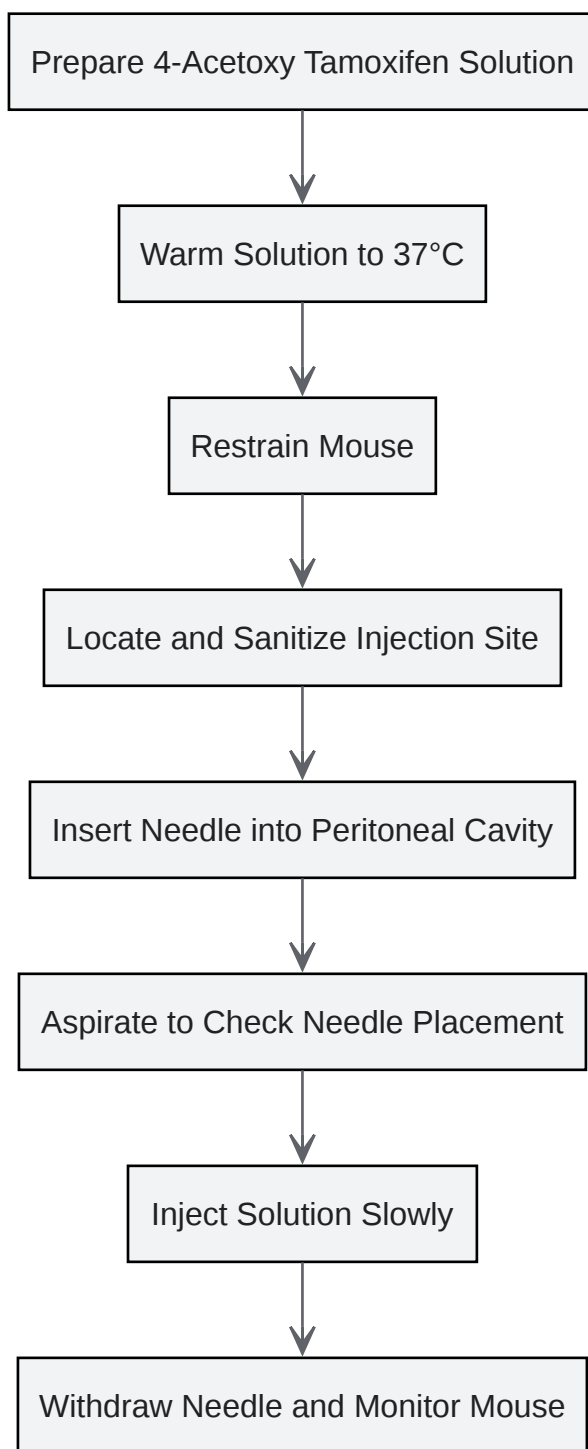 Prepare 4-Acetoxy Tamoxifen Solution
Warm Solution to 37°C
Restrain Mouse
Locate and Sanitize Injection Site
Insert Needle into Peritoneal Cavity
Aspirate to Check Needle Placement
Inject Solution Slowly
Withdraw Needle and Monitor Mouse